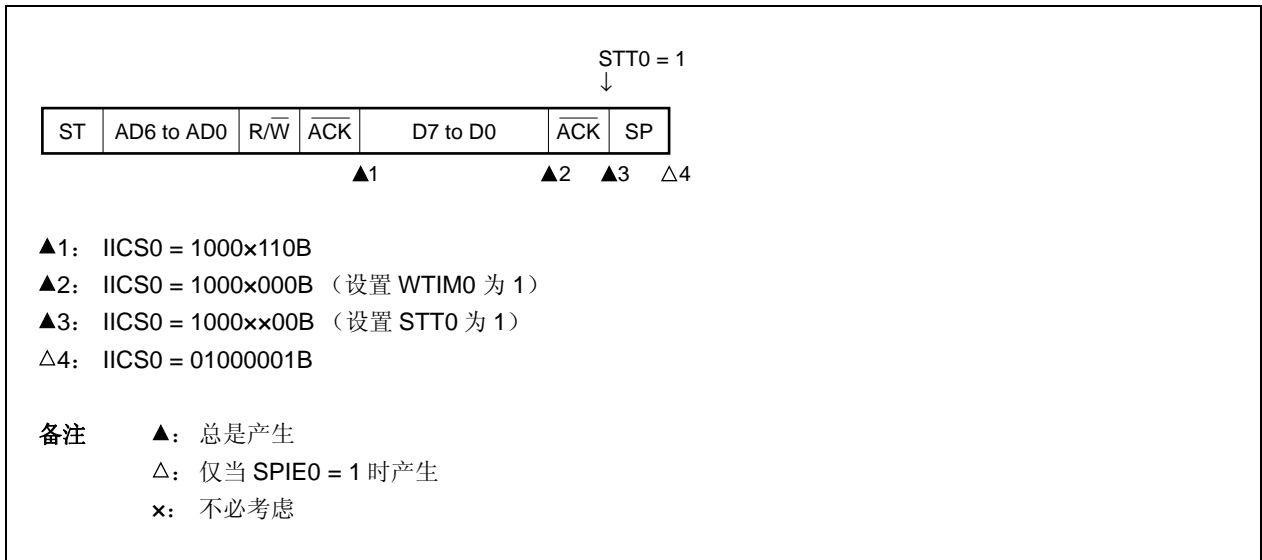 STT0 = 1
↓
ST AD6 to AD0 R/W̅ A̅C̅K̅ D7 to D0 A̅C̅K̅ SP
▲1 ▲2 ▲3 △4
▲1： IICS0 = 1000×110B
▲2： IICS0 = 1000×000B （设置 WTIM0 为 1）
▲3： IICS0 = 1000××00B （设置 STT0 为 1）
△4： IICS0 = 01000001B
备注 ▲： 总是产生
△： 仅当 SPIE0 = 1 时产生
×： 不必考虑